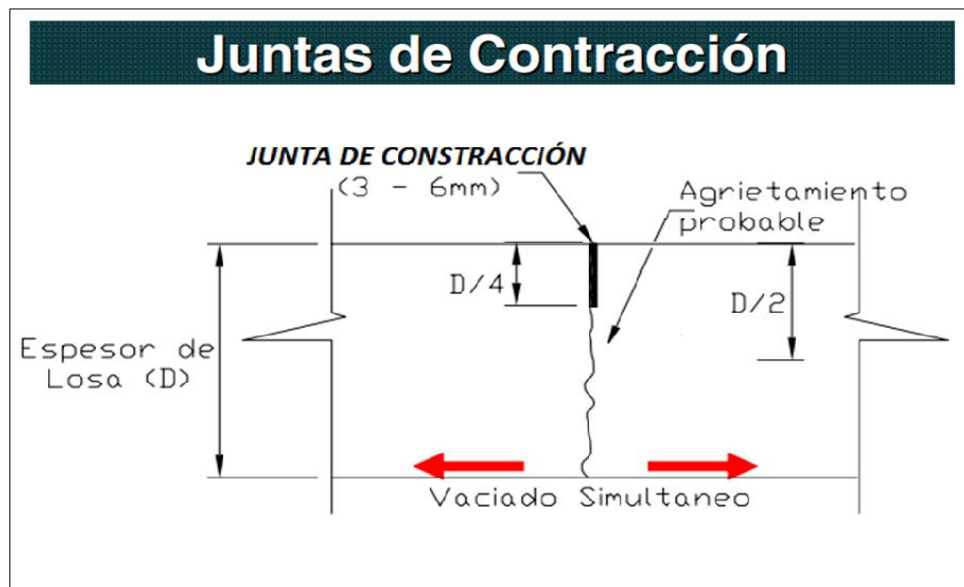 Juntas de Contracción
JUNTA DE CONSTRACCIÓN
(3 - 6mm)
Agrietamiento
probable
D/4
D/2
Espesor de
Losa (D)
Vaciado Simultaneo